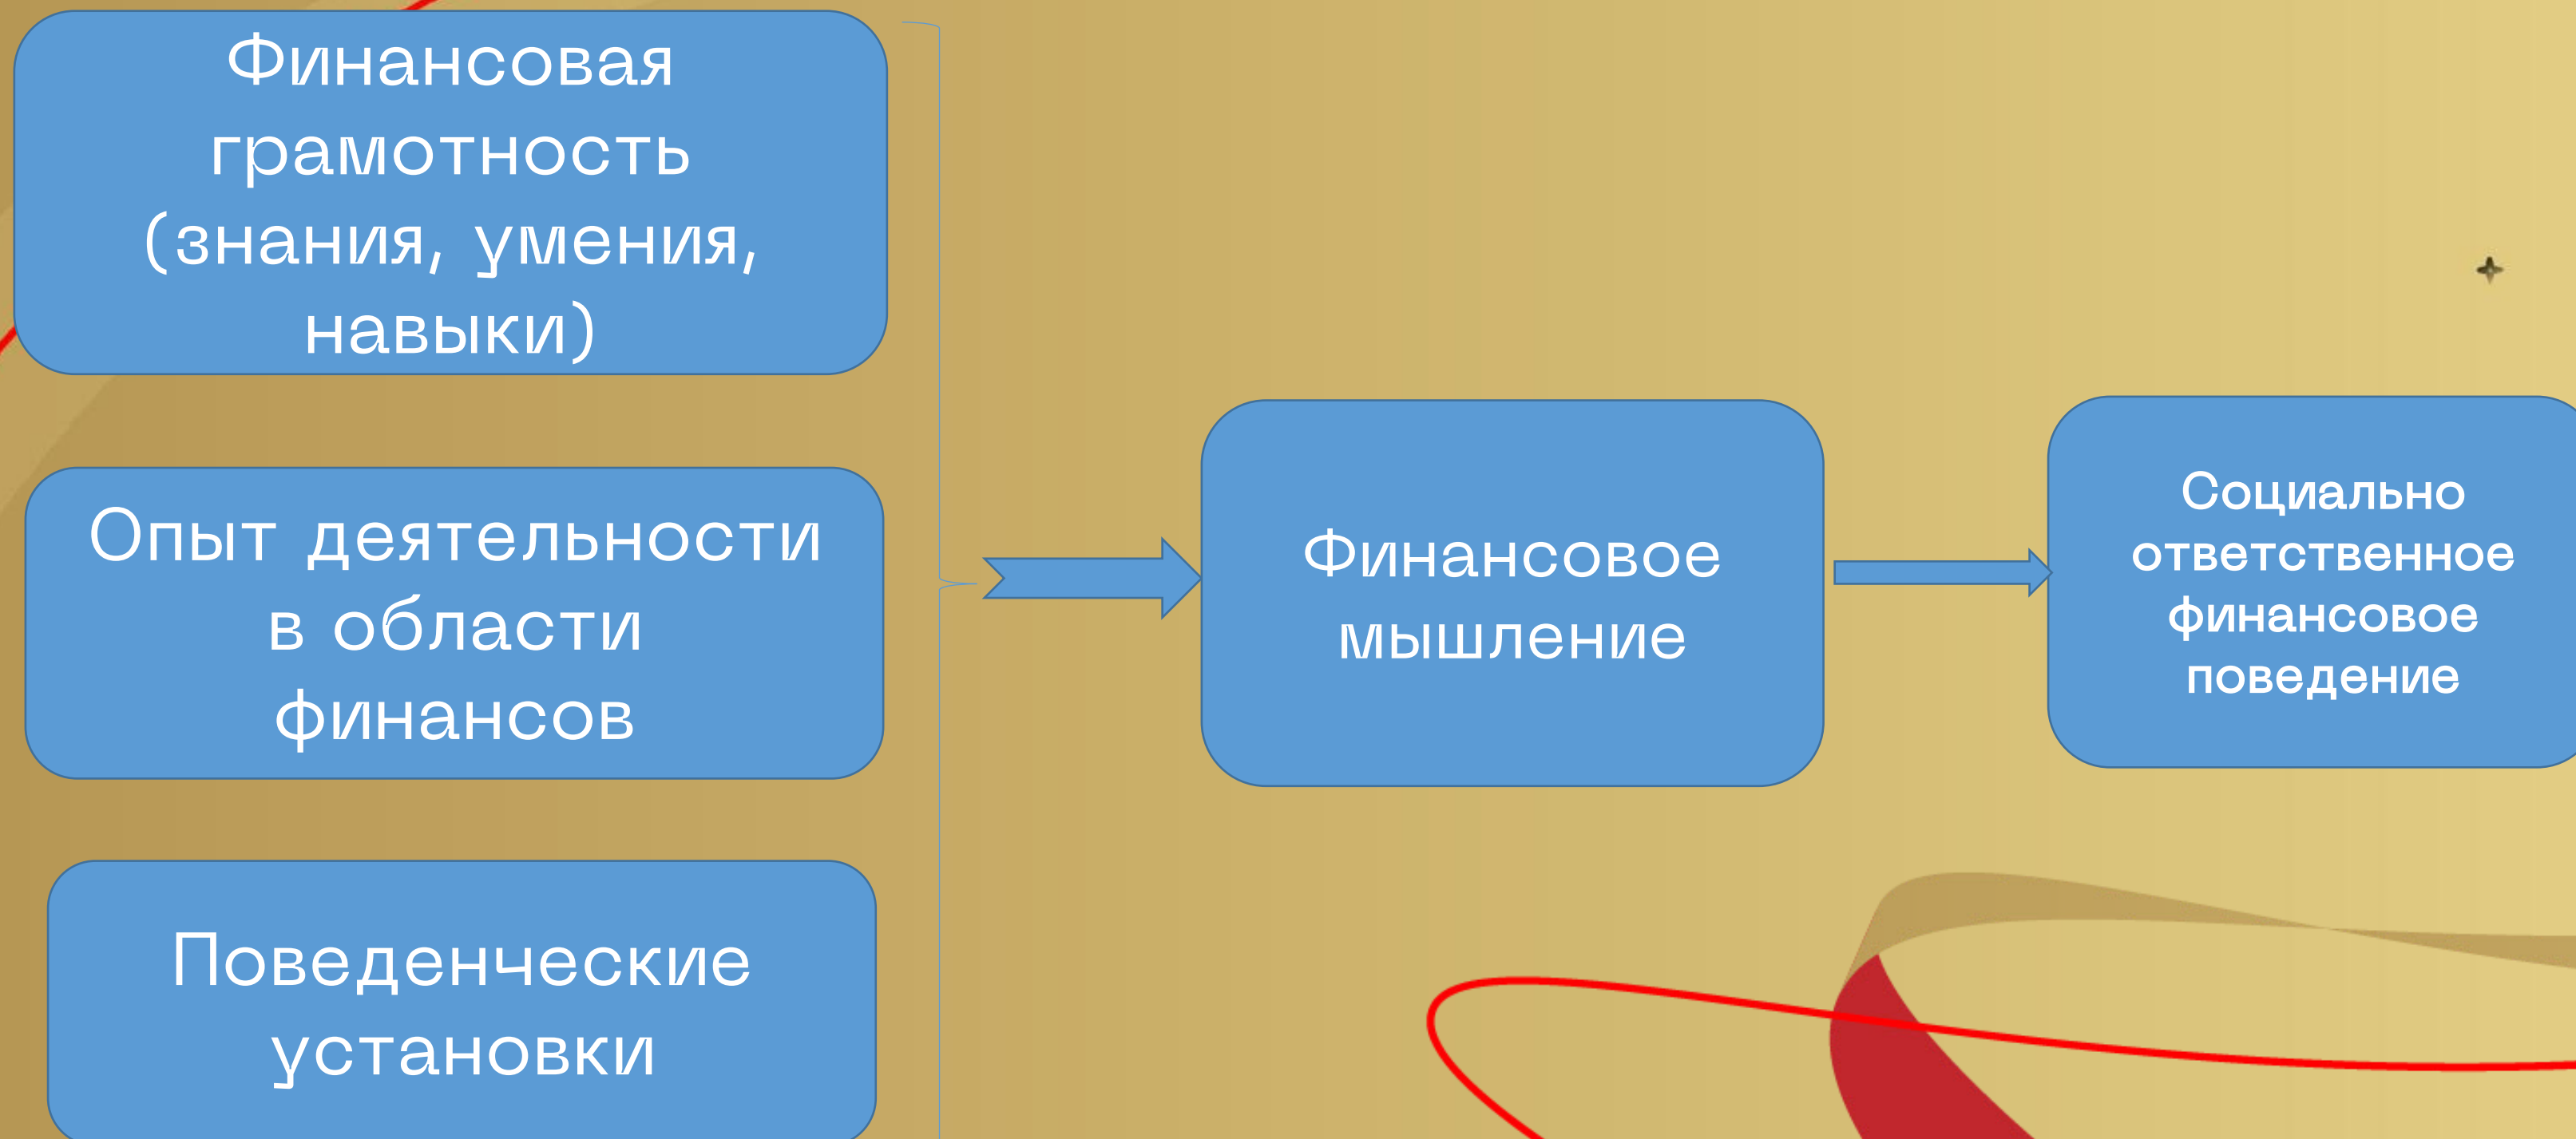 Финансовая
грамотность
(знания, умения,
навыки)
Опыт деятельности
в области
финансов
Поведенческие
установки
Финансовое
мышление
Социально
ответственное
финансовое
поведение